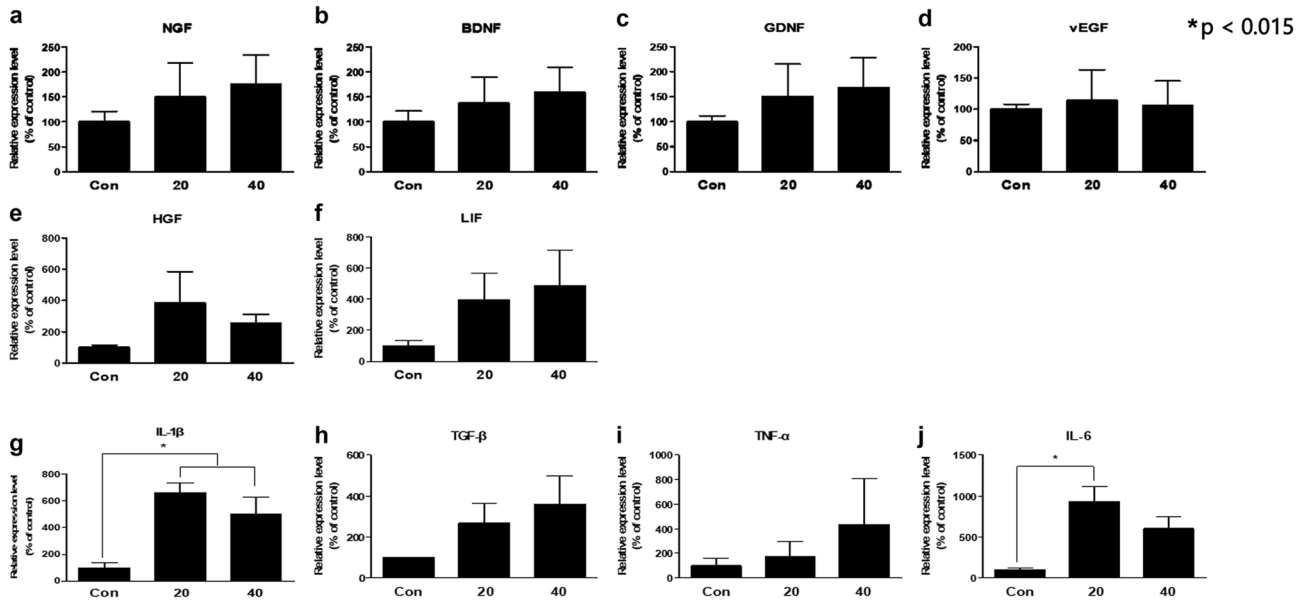 a
NGF
Relative expression level
(% of control)
250
200
150
100
50
0
Con 20 40
b
BDNF
Relative expression level
(% of control)
250
200
150
100
50
0
Con 20 40
c
GDNF
Relative expression level
(% of control)
250
200
150
100
50
0
Con 20 40
d
vEGF
*p < 0.015
Relative expression level
(% of control)
200
150
100
50
0
Con 20 40
e
HGF
Relative expression level
(% of control)
800
600
400
200
0
Con 20 40
f
LIF
Relative expression level
(% of control)
800
600
400
200
0
Con 20 40
g
IL-1β
*
Relative expression level
(% of control)
800
600
400
200
0
Con 20 40
h
TGF-β
Relative expression level
(% of control)
600
400
200
0
Con 20 40
i
TNF-α
Relative expression level
(% of control)
1000
800
600
400
200
0
Con 20 40
j
IL-6
*
Relative expression level
(% of control)
1500
1000
500
0
Con 20 40